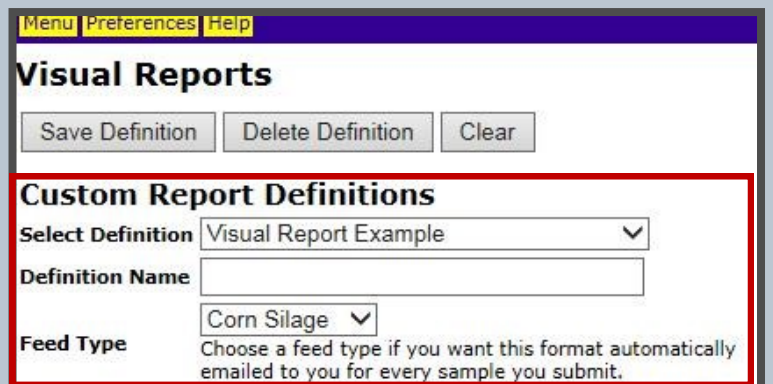 Menu Preferences Help
Visual Reports
Save Definition Delete Definition Clear
Custom Report Definitions
Select Definition Visual Report Example
Definition Name
Corn Silage
Feed Type
Choose a feed type if you want this format automatically
emailed to you for every sample you submit.